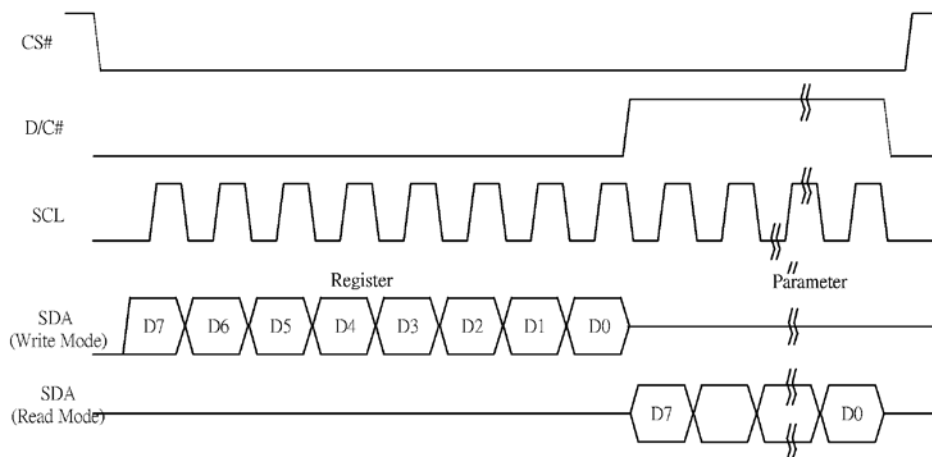 CS#
D/C#
SCL
Register
Parameter
SDA
(Write Mode)
D7 D6 D5 D4 D3 D2 D1 D0
SDA
(Read Mode)
D7 D0